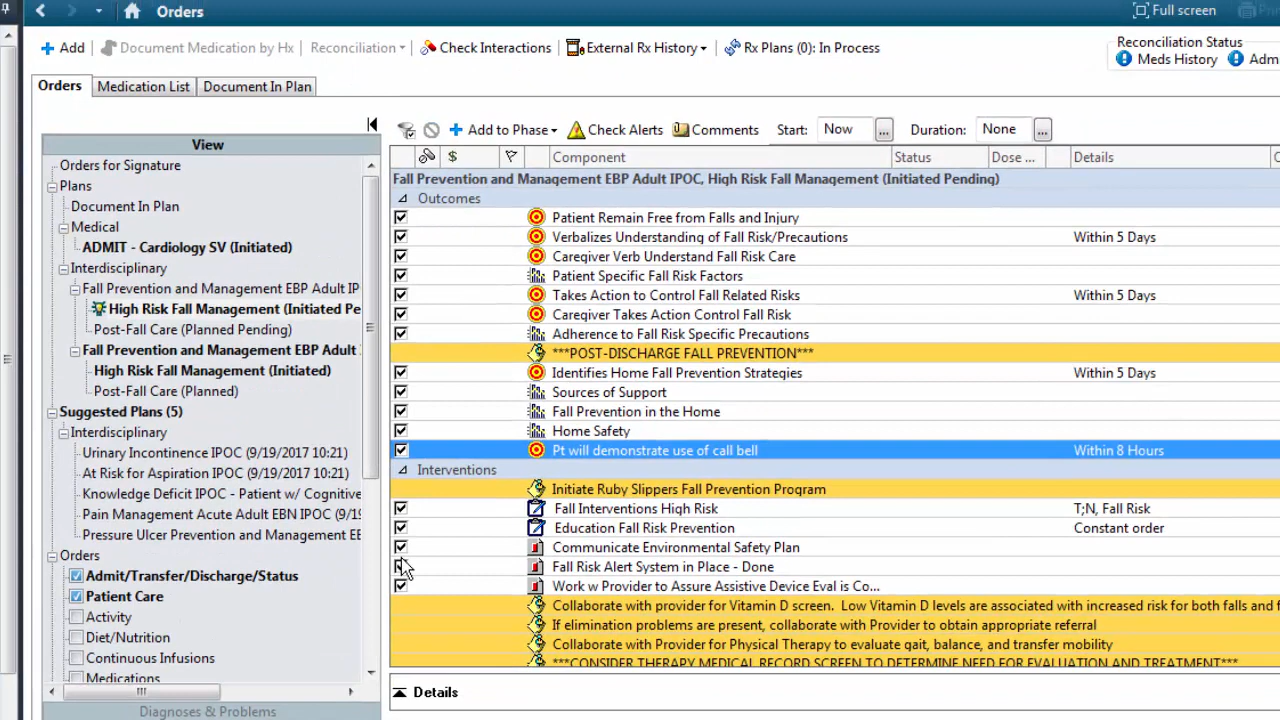 Orders
Full screen
Add Document Medication by Hx Reconciliation Check Interactions External Rx History Rx Plans (0): In Process
Reconciliation Status
Meds History Adm
Orders Medication List Document In Plan
View
Orders for Signature
Plans
Document In Plan
Medical
ADMIT - Cardiology SV (Initiated)
Interdisciplinary
Fall Prevention and Management EBP Adult IP
High Risk Fall Management (Initiated Pe
Post-Fall Care (Planned Pending)
Fall Prevention and Management EBP Adult
High Risk Fall Management (Initiated)
Post-Fall Care (Planned)
Suggested Plans (5)
Interdisciplinary
Urinary Incontinence IPOC (9/19/2017 10:21)
At Risk for Aspiration IPOC (9/19/2017 10:21)
Knowledge Deficit IPOC - Patient w/ Cognitive
Pain Management Acute Adult EBN IPOC (9/19
Pressure Ulcer Prevention and Management EB
Orders
Admit/Transfer/Discharge/Status
Patient Care
Activity
Diet/Nutrition
Continuous Infusions
Medications
Diagnoses & Problems
Add to Phase Check Alerts Comments Start: Now ... Duration: None ...
$ Component Status Dose ... Details
Fall Prevention and Management EBP Adult IPOC, High Risk Fall Management (Initiated Pending)
Outcomes
Patient Remain Free from Falls and Injury
Verbalizes Understanding of Fall Risk/Precautions Within 5 Days
Caregiver Verb Understand Fall Risk Care
Patient Specific Fall Risk Factors
Takes Action to Control Fall Related Risks Within 5 Days
Caregiver Takes Action Control Fall Risk
Adherence to Fall Risk Specific Precautions
***POST-DISCHARGE FALL PREVENTION***
Identifies Home Fall Prevention Strategies Within 5 Days
Sources of Support
Fall Prevention in the Home
Home Safety
Pt will demonstrate use of call bell Within 8 Hours
Interventions
Initiate Ruby Slippers Fall Prevention Program
Fall Interventions High Risk T;N, Fall Risk
Education Fall Risk Prevention Constant order
Communicate Environmental Safety Plan
Fall Risk Alert System in Place - Done
Work w Provider to Assure Assistive Device Eval is Co...
Collaborate with provider for Vitamin D screen. Low Vitamin D levels are associated with increased risk for both falls and f
If elimination problems are present, collaborate with Provider to obtain appropriate referral
Collaborate with Provider for Physical Therapy to evaluate gait, balance, and transfer mobility
***CONSIDER THERAPY MEDICAL RECORD SCREEN TO DETERMINE NEED FOR EVALUATION AND TREATMENT***
Details